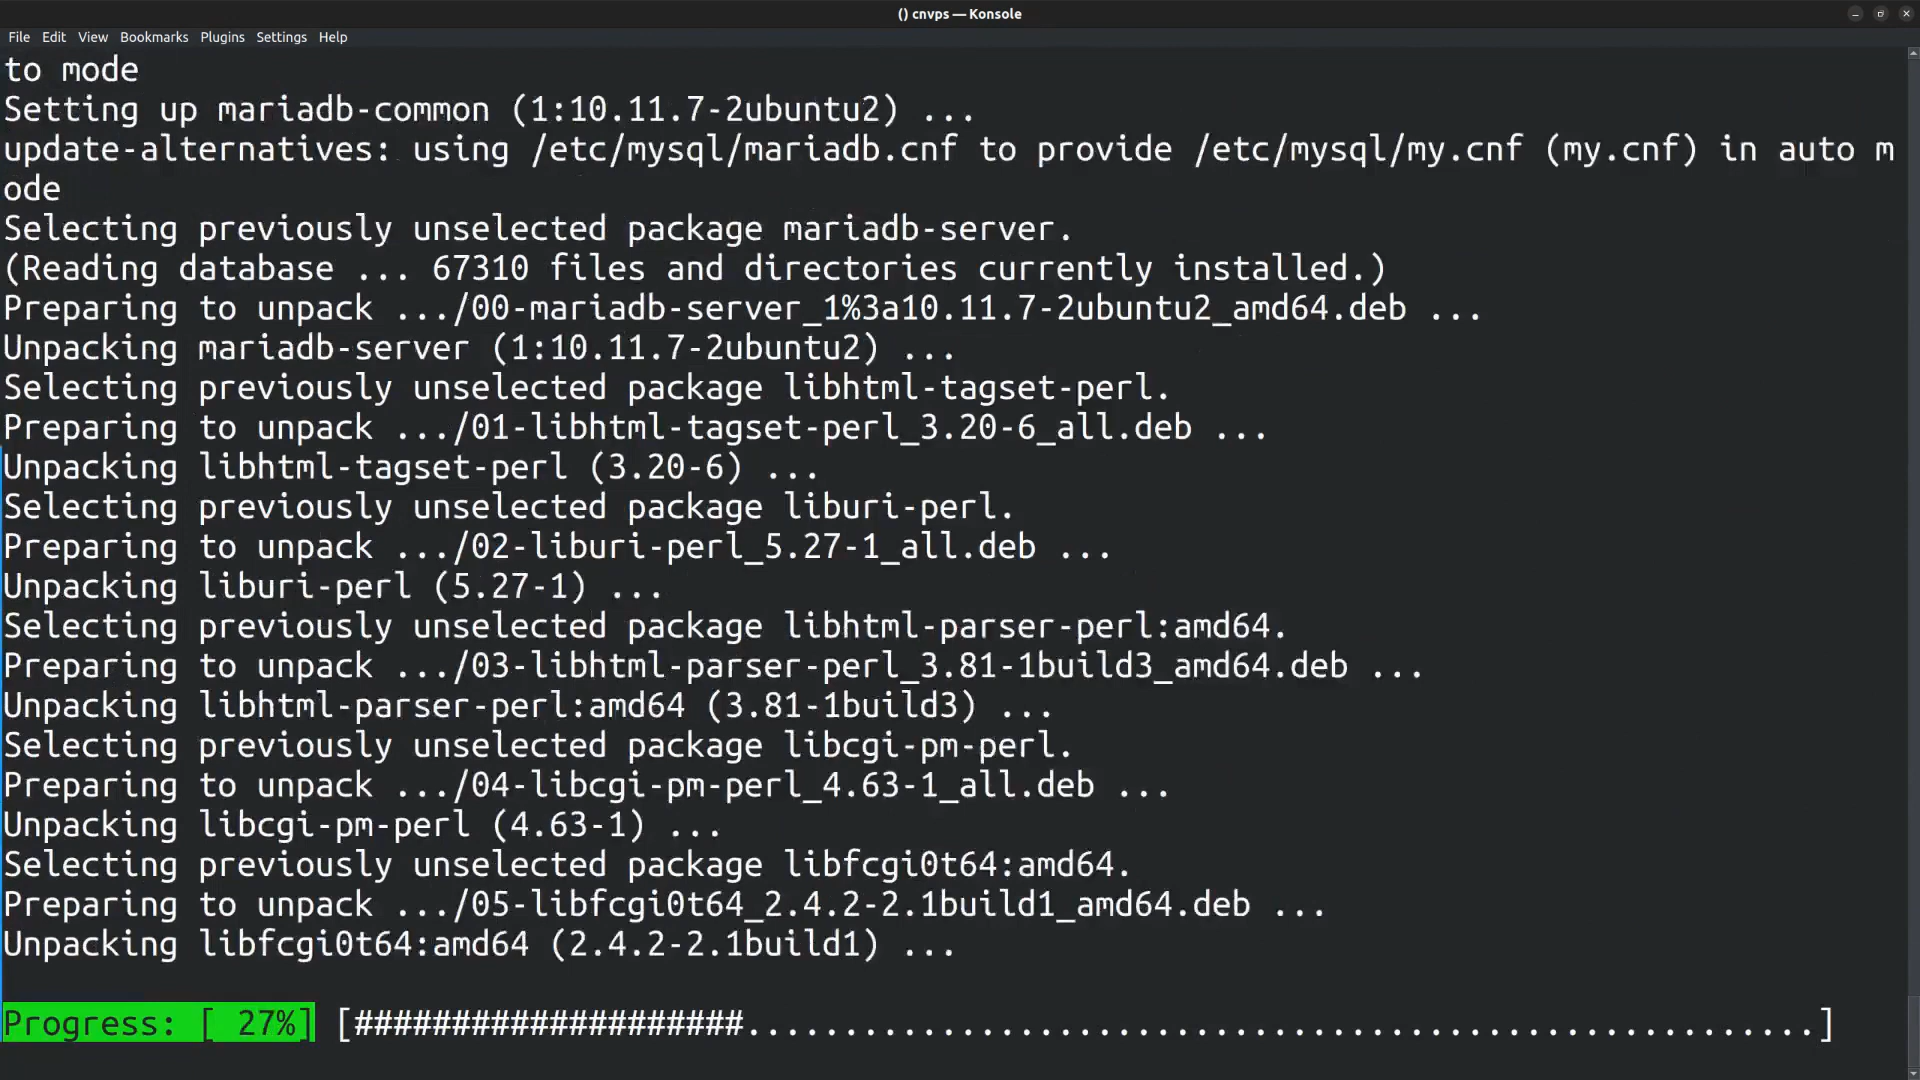 () cnvps — Konsole
File Edit View Bookmarks Plugins Settings Help
to mode
Setting up mariadb-common (1:10.11.7-2ubuntu2) ...
update-alternatives: using /etc/mysql/mariadb.cnf to provide /etc/mysql/my.cnf (my.cnf) in auto m
ode
Selecting previously unselected package mariadb-server.
(Reading database ... 67310 files and directories currently installed.)
Preparing to unpack .../00-mariadb-server_1%3a10.11.7-2ubuntu2_amd64.deb ...
Unpacking mariadb-server (1:10.11.7-2ubuntu2) ...
Selecting previously unselected package libhtml-tagset-perl.
Preparing to unpack .../01-libhtml-tagset-perl_3.20-6_all.deb ...
Unpacking libhtml-tagset-perl (3.20-6) ...
Selecting previously unselected package liburi-perl.
Preparing to unpack .../02-liburi-perl_5.27-1_all.deb ...
Unpacking liburi-perl (5.27-1) ...
Selecting previously unselected package libhtml-parser-perl:amd64.
Preparing to unpack .../03-libhtml-parser-perl_3.81-1build3_amd64.deb ...
Unpacking libhtml-parser-perl:amd64 (3.81-1build3) ...
Selecting previously unselected package libcgi-pm-perl.
Preparing to unpack .../04-libcgi-pm-perl_4.63-1_all.deb ...
Unpacking libcgi-pm-perl (4.63-1) ...
Selecting previously unselected package libfcgi0t64:amd64.
Preparing to unpack .../05-libfcgi0t64_2.4.2-2.1build1_amd64.deb ...
Unpacking libfcgi0t64:amd64 (2.4.2-2.1build1) ...
Progress: [ 27%] [####################.......................................................]